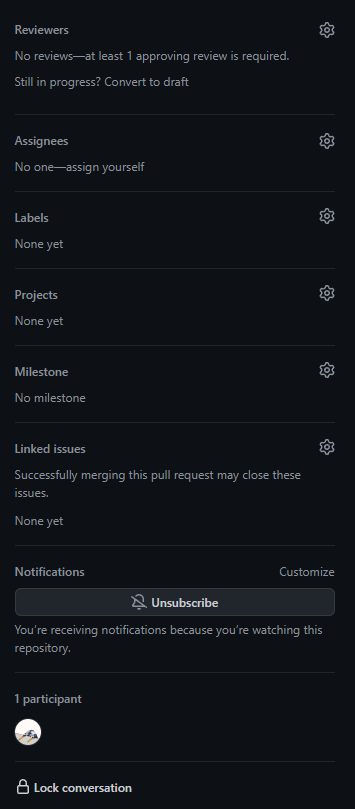 Reviewers
No reviews—at least 1 approving review is required.
Still in progress? Convert to draft
Assignees
No one—assign yourself
Labels
None yet
Projects
None yet
Milestone
No milestone
Linked issues
Successfully merging this pull request may close these
issues.
None yet
Notifications
Customize
Unsubscribe
You’re receiving notifications because you’re watching this
repository.
1 participant
Lock conversation